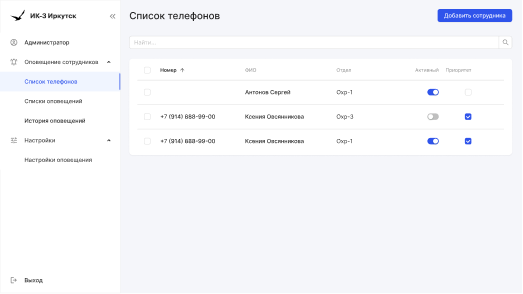 ИК-3 Иркутск
Администратор
Оповещение сотрудников
Список телефонов
Списки оповещений
История оповещений
Настройки
Настройки оповещения
Выход
Список телефонов
Добавить сотрудника
Найти...
Номер ФИО Отдел Активный Приоритет
Антонов Сергей Охр-1
+7 (914) 888-99-00 Ксения Овсянникова Охр-3
+7 (914) 888-99-00 Ксения Овсянникова Охр-1